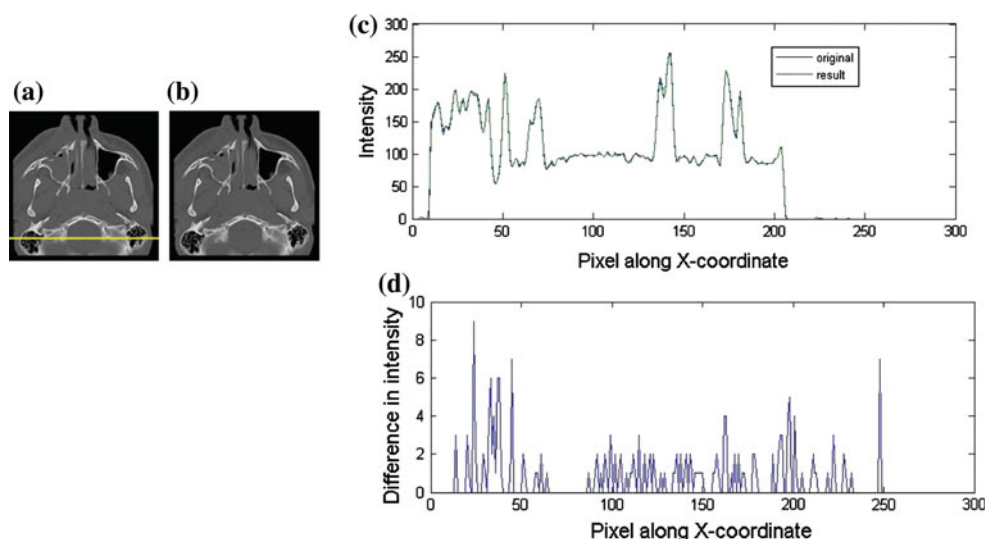 (a)
(b)
(c)
300
250
200
150
100
50
0
Intensity
original
result
0
50
100
150
200
250
300
Pixel along X-coordinate
(d)
10
8
6
4
2
0
Difference in intensity
0
50
100
150
200
250
300
Pixel along X-coordinate